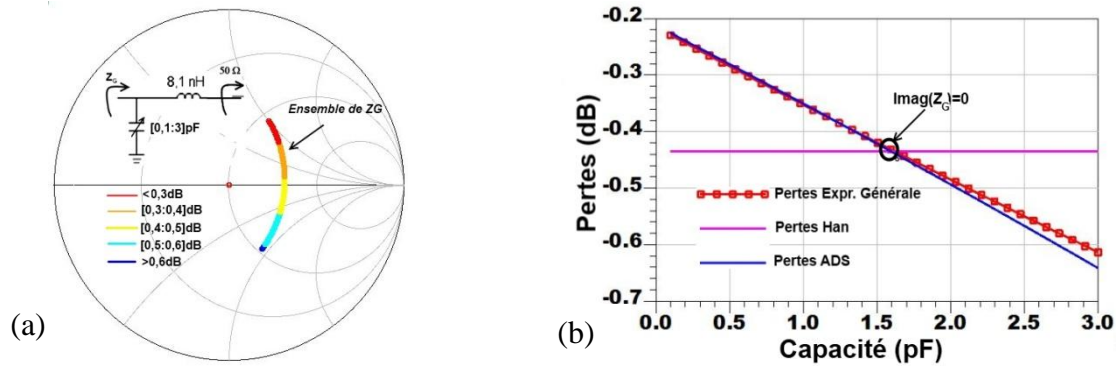 (a)
Z_G
8,1 nH
50 Ω
[0,1:3]pF
Ensemble de ZG
<0,3dB
[0,3:0,4]dB
[0,4:0,5]dB
[0,5:0,6]dB
>0,6dB
(b)
Pertes (dB)
-0.2
-0.3
-0.4
-0.5
-0.6
-0.7
Imag(Z_G)=0
Pertes Expr. Générale
Pertes Han
Pertes ADS
0.0 0.5 1.0 1.5 2.0 2.5 3.0
Capacité (pF)